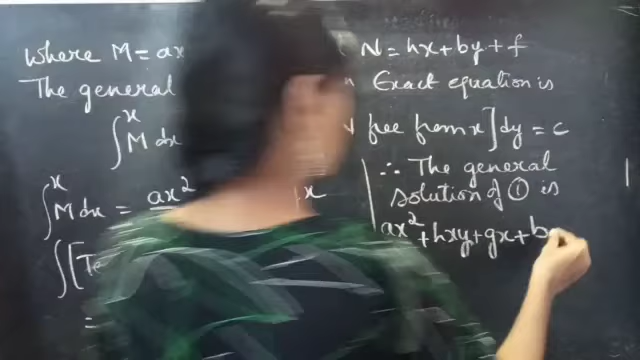 where M = ax N = hx + by + f
The general Exact equation is
∫^x M dx free from x] dy = c
∫^x M dx = ax² x
∫[Te
=
∴ The general
solution of ① is
ax² + hxy + gx + b